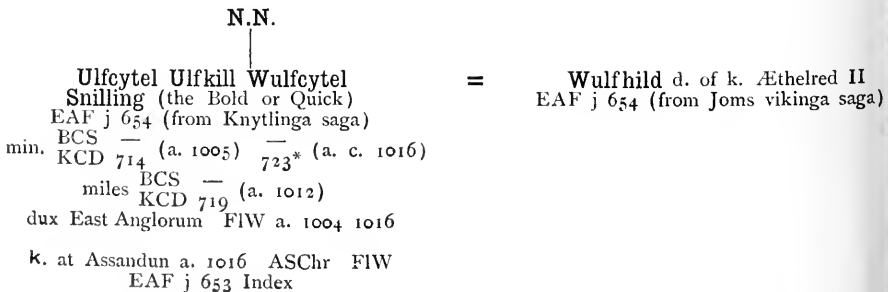 N.N.
Ulfcytel Ulfkill Wulfcytel = Wulfhild d. of k. Æthelred II
Snilling (the Bold or Quick) EAF j 654 (from Joms vikinga saga)
EAF j 654 (from Knytlinga saga)
min. BCS — / KCD 714 (a. 1005) — / 723* (a. c. 1016)
miles BCS — / KCD 719 (a. 1012)
dux East Anglorum FlW a. 1004 1016
k. at Assandun a. 1016 ASChr FlW
EAF j 653 Index